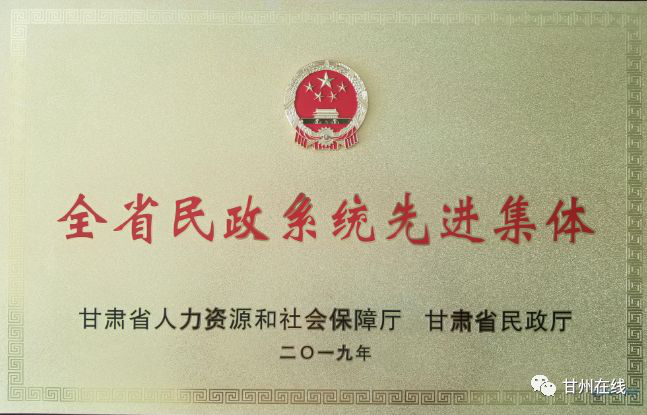 全省民政系统先进集体
甘肃省人力资源和社会保障厅 甘肃省民政厅
二〇一九年
甘州在线